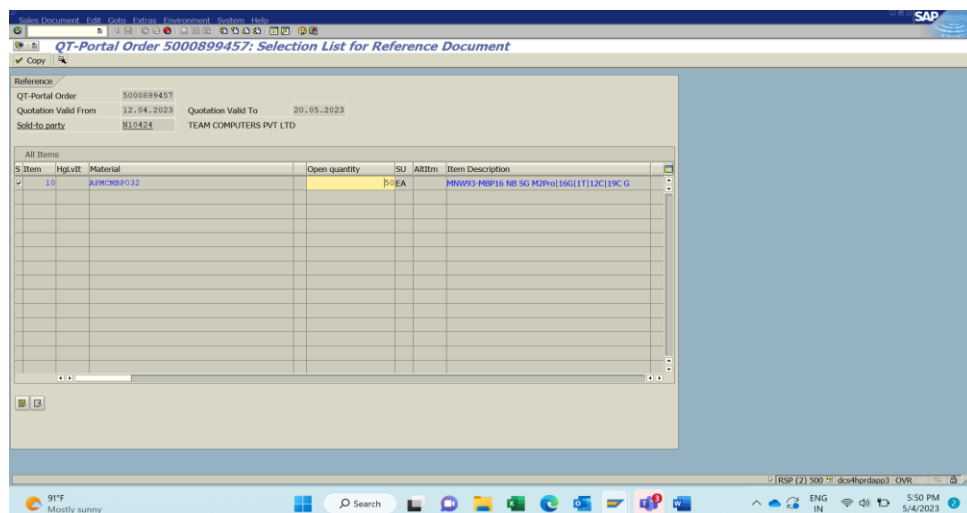 Sales Document Edit Goto Extras Environment System Help
SAP
QT-Portal Order 5000899457: Selection List for Reference Document
Copy
Reference
QT-Portal Order 5000899457
Quotation Valid From 12.04.2023 Quotation Valid To 20.05.2023
Sold-to party N10424 TEAM COMPUTERS PVT LTD
All Items
S Item HgLvIt Material Open quantity SU AltItm Item Description
10 APMCMBP032 50 EA MNW93-MBP16 NB SG M2Pro|16G|1T|12C|19C G
RSP (2) 500 dcs4hprdapp3 OVR
91°F
Mostly sunny
Search
ENG
IN
5:50 PM
5/4/2023
2